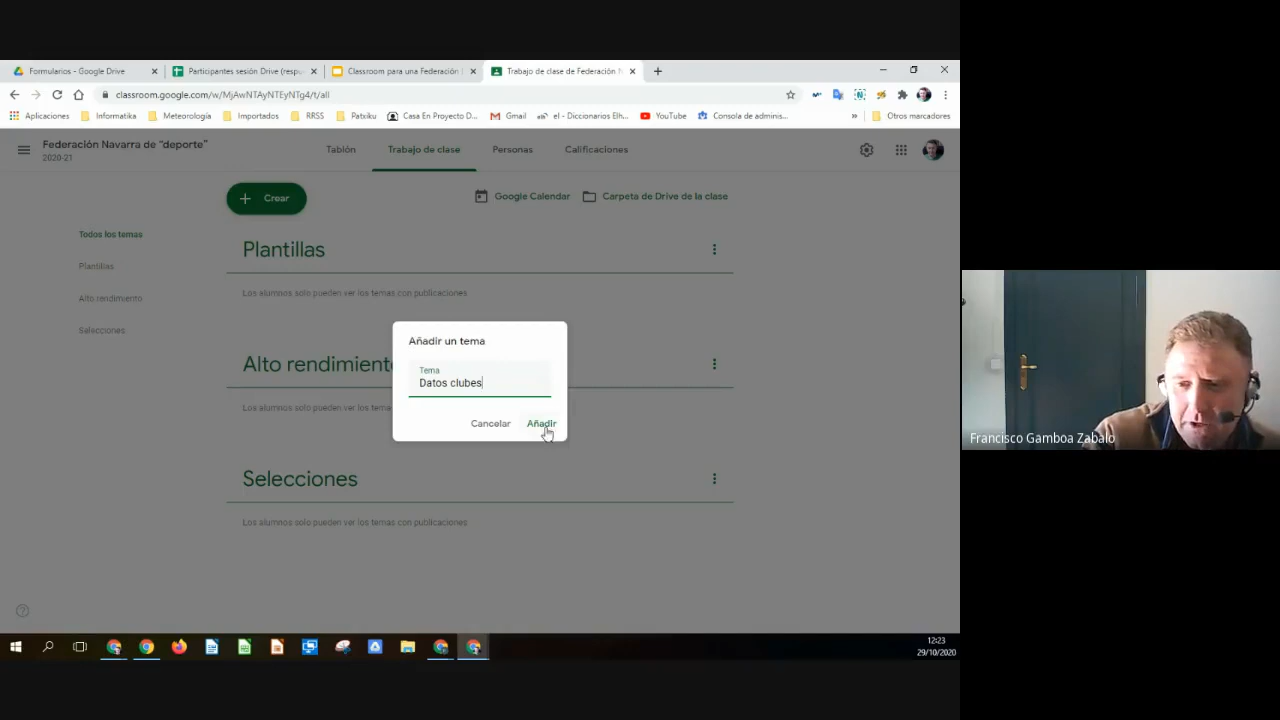 Formularios - Google Drive
Participantes sesión Drive (respu
Classroom para una Federación
Trabajo de clase de Federación N
classroom.google.com/w/MjAwNTAyNTEyNTg4/t/all
Aplicaciones
Informatika
Meteorología
Importados
RRSS
Patxiku
Casa En Proyecto D...
Gmail
el - Diccionarios Elh...
YouTube
Consola de adminis...
»
Otros marcadores
Federación Navarra de "deporte"
2020-21
Tablón
Trabajo de clase
Personas
Calificaciones
Crear
Google Calendar
Carpeta de Drive de la clase
Todos los temas
Plantillas
Alto rendimiento
Selecciones
Plantillas
Los alumnos solo pueden ver los temas con publicaciones
Alto rendimiento
Los alumnos solo pueden ver los tema
Selecciones
Los alumnos solo pueden ver los temas con publicaciones
Añadir un tema
Tema
Datos clubes
Cancelar
Añadir
Francisco Gamboa Zabalo
12:23
29/10/2020